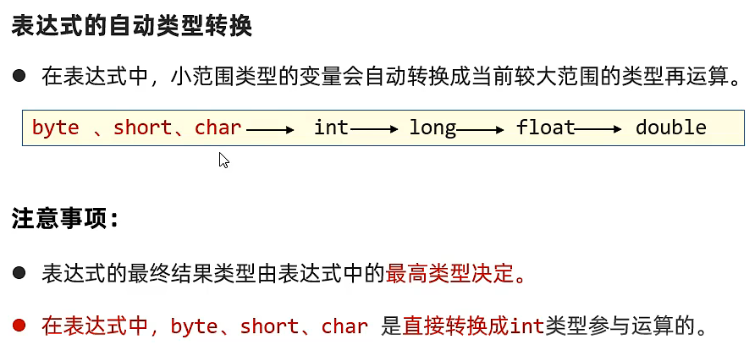 表达式的自动类型转换
● 在表达式中，小范围类型的变量会自动转换成当前较大范围的类型再运算。
byte 、short、char ⟶ int ⟶ long ⟶ float ⟶ double
注意事项：
● 表达式的最终结果类型由表达式中的最高类型决定。
● 在表达式中，byte、short、char 是直接转换成int类型参与运算的。